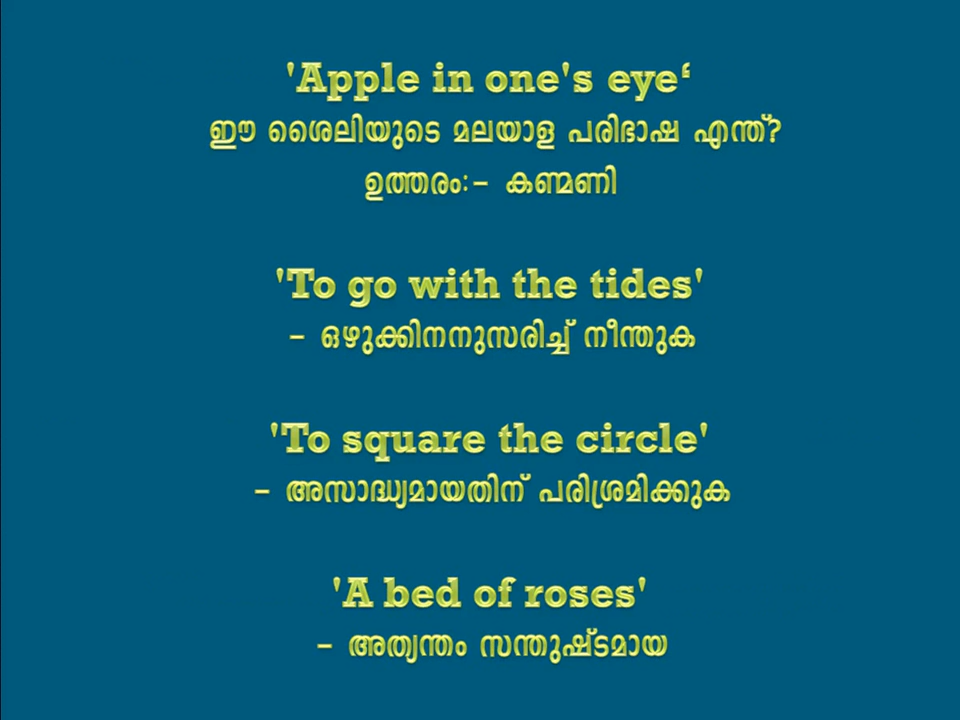 'Apple in one's eye‘
ഈ ശൈലിയുടെ മലയാള പരിഭാഷ എന്ത്?
ഉത്തരം:- കണ്മണി
'To go with the tides'
- ഒഴുക്കിനനുസരിച്ച് നീന്തുക
'To square the circle'
- അസാദ്ധ്യമായതിന് പരിശ്രമിക്കുക
'A bed of roses'
- അത്യന്തം സന്തുഷ്ടമായ